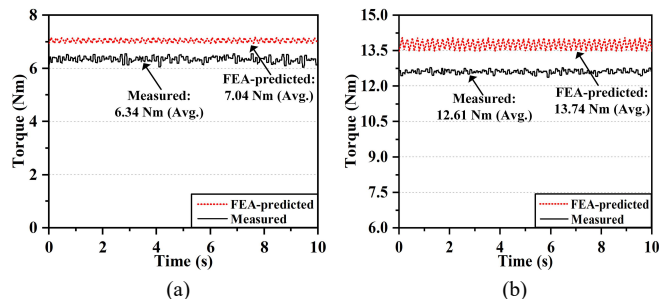 8
6
4
2
0
Torque (Nm)
FEA-predicted:
7.04 Nm (Avg.)
Measured:
6.34 Nm (Avg.)
FEA-predicted
Measured
0 2 4 6 8 10
Time (s)
(a)
15.0
13.5
12.0
10.5
9.0
7.5
6.0
Torque (Nm)
Measured:
12.61 Nm (Avg.)
FEA-predicted:
13.74 Nm (Avg.)
FEA-predicted
Measured
0 2 4 6 8 10
Time (s)
(b)